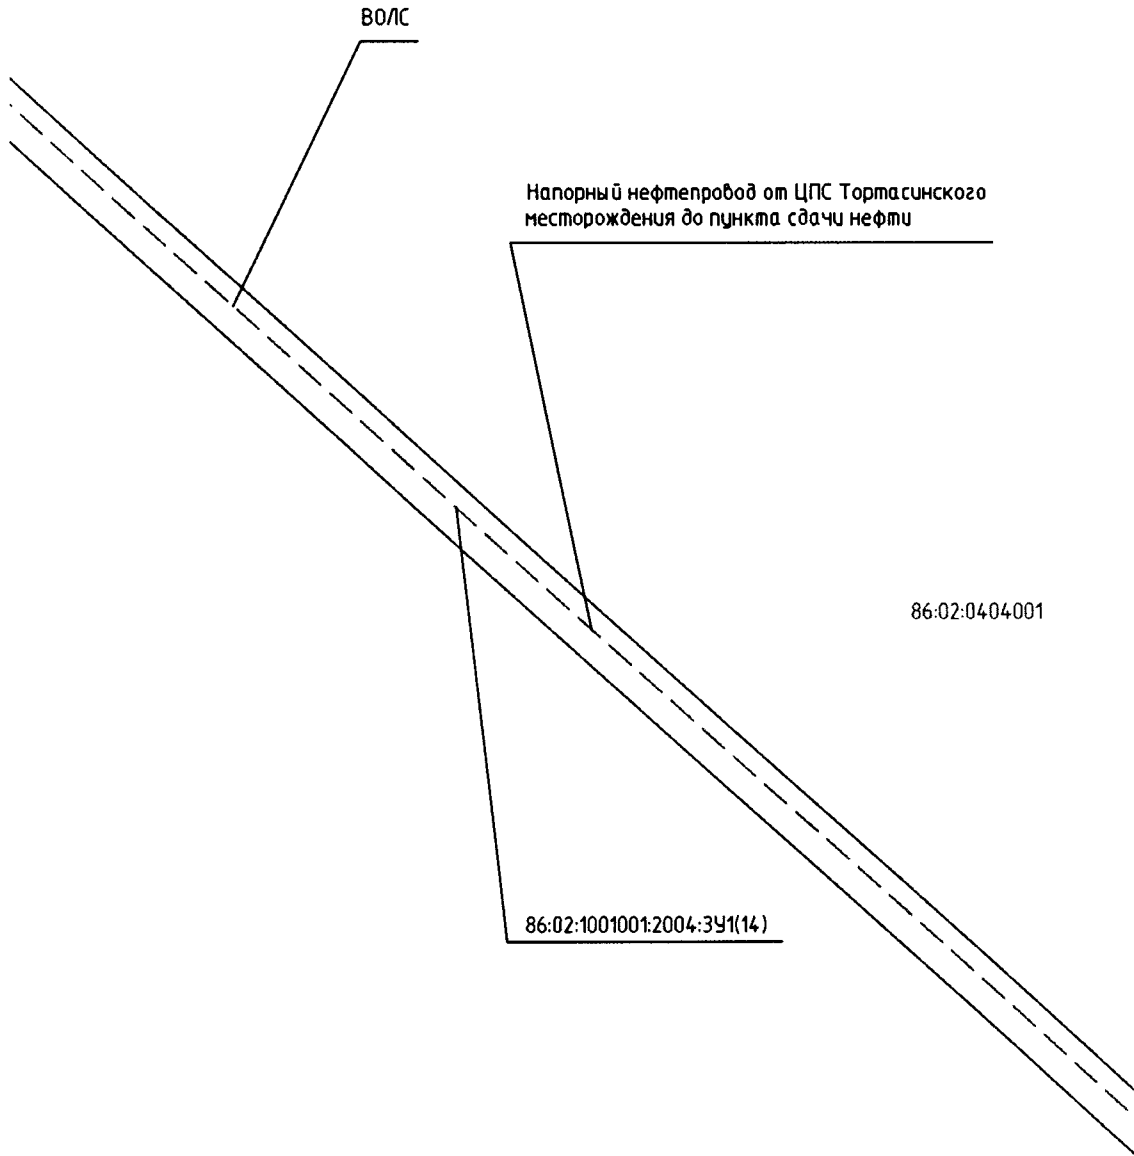 ВОЛС
Напорный нефтепровод от ЦПС Тортасинского
месторождения до пункта сдачи нефти
86:02:0404001
86:02:1001001:2004:ЗУ1(14)